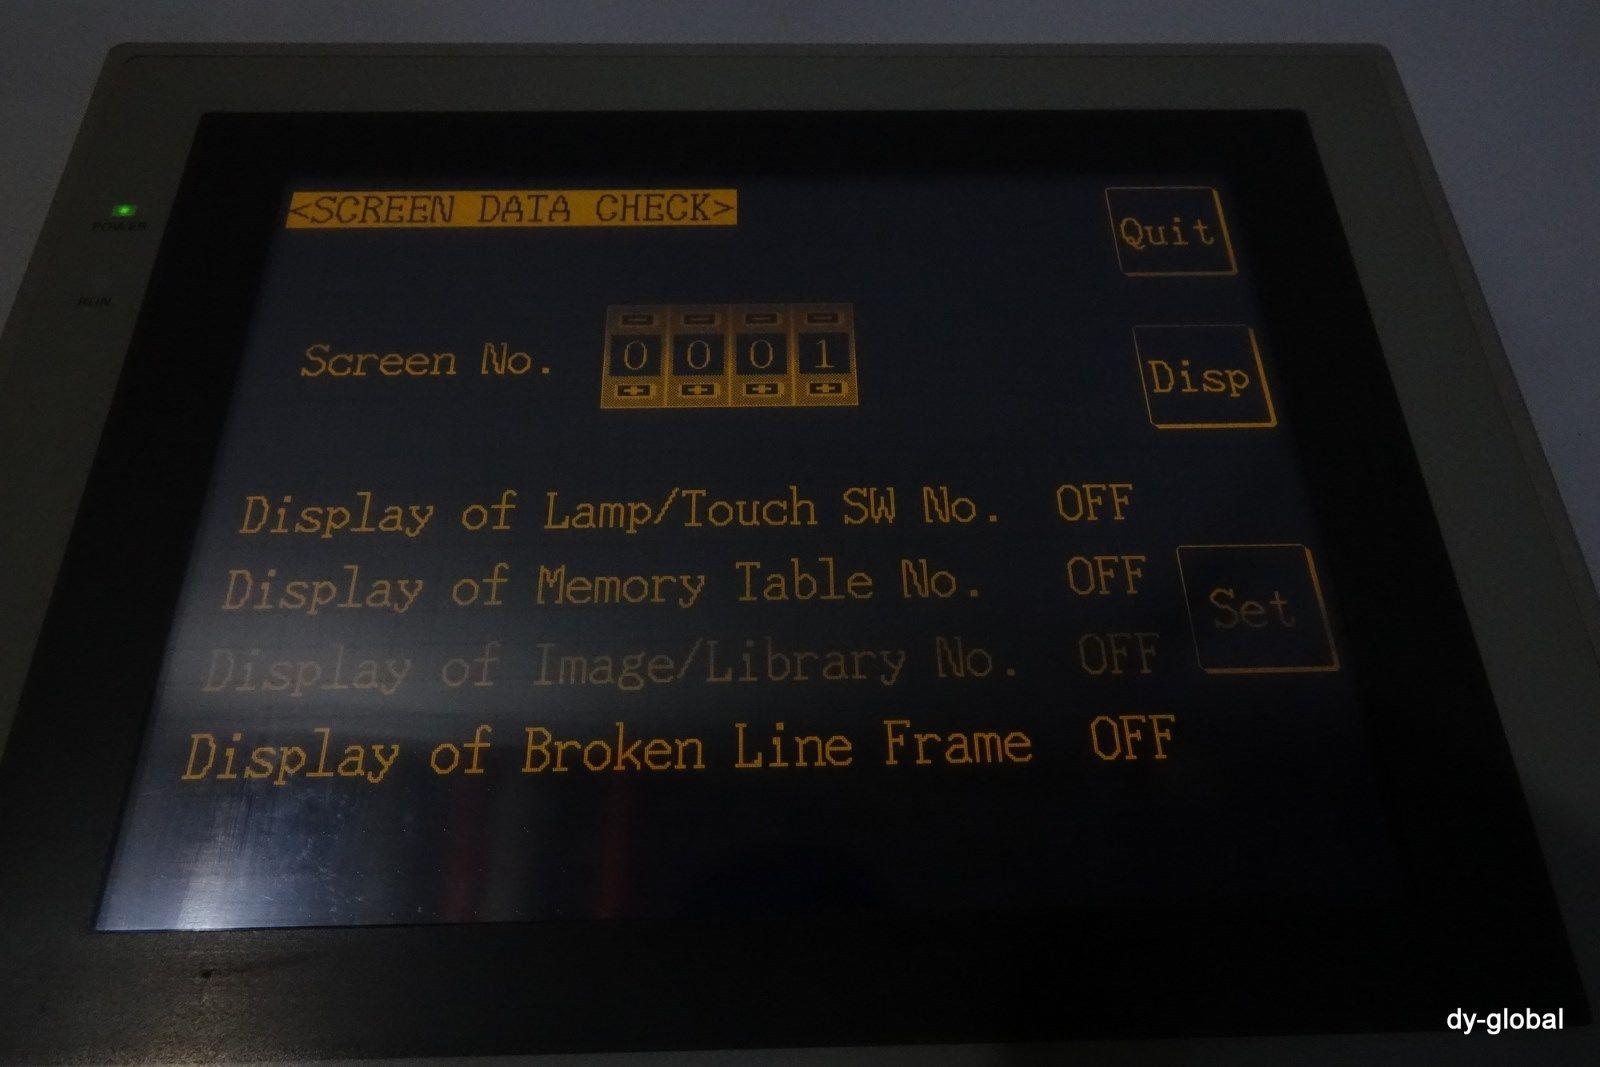 <SCREEN DATA CHECK>
Quit
POWER
RUN
Screen No. 0001
Disp
Display of Lamp/Touch SW No. OFF
Display of Memory Table No. OFF
Set
Display of Image/Library No. OFF
Display of Broken Line Frame OFF
dy-global